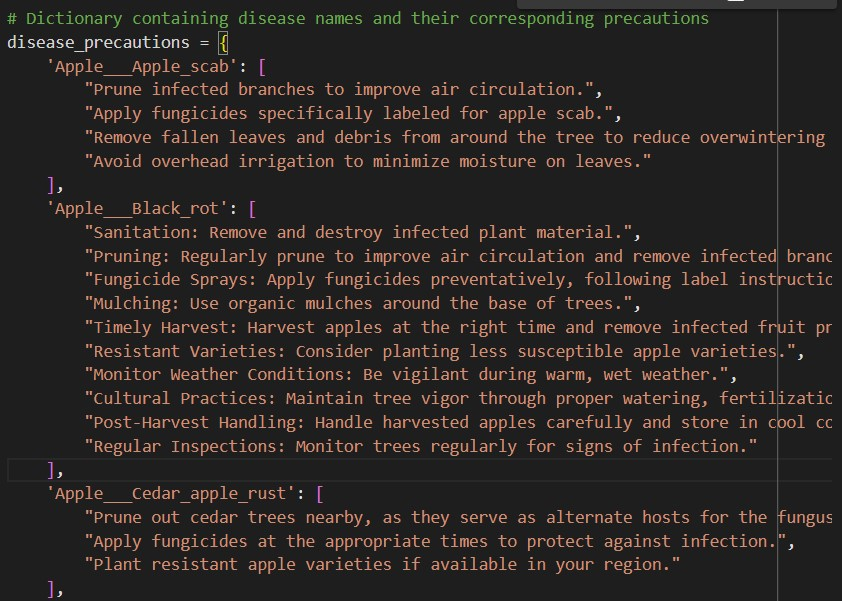 # Dictionary containing disease names and their corresponding precautions
disease_precautions = {
    'Apple___Apple_scab': [
        "Prune infected branches to improve air circulation.",
        "Apply fungicides specifically labeled for apple scab.",
        "Remove fallen leaves and debris from around the tree to reduce overwintering
        "Avoid overhead irrigation to minimize moisture on leaves."
    ],
    'Apple___Black_rot': [
        "Sanitation: Remove and destroy infected plant material.",
        "Pruning: Regularly prune to improve air circulation and remove infected branc
        "Fungicide Sprays: Apply fungicides preventatively, following label instructic
        "Mulching: Use organic mulches around the base of trees.",
        "Timely Harvest: Harvest apples at the right time and remove infected fruit pr
        "Resistant Varieties: Consider planting less susceptible apple varieties.",
        "Monitor Weather Conditions: Be vigilant during warm, wet weather.",
        "Cultural Practices: Maintain tree vigor through proper watering, fertilizatic
        "Post-Harvest Handling: Handle harvested apples carefully and store in cool cc
        "Regular Inspections: Monitor trees regularly for signs of infection."
    ],
    'Apple___Cedar_apple_rust': [
        "Prune out cedar trees nearby, as they serve as alternate hosts for the fungus
        "Apply fungicides at the appropriate times to protect against infection.",
        "Plant resistant apple varieties if available in your region."
    ],